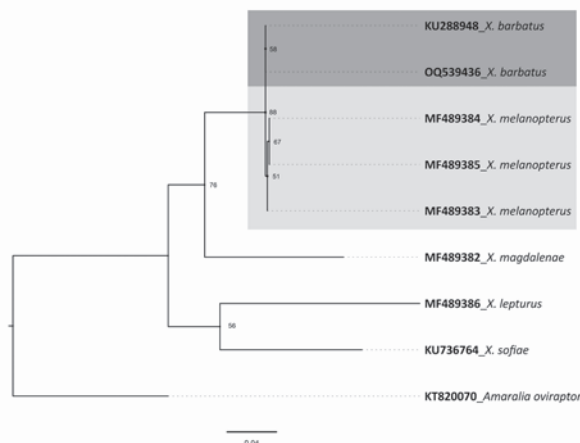 KU288948_X. barbatus
58
OQ539436_X. barbatus
88
MF489384_X. melanopterus
67
MF489385_X. melanopterus
51
76
MF489383_X. melanopterus
MF489382_X. magdalenae
MF489386_X. lepturus
56
KU736764_X. sofiae
KT820070_Amaralia oviraptor